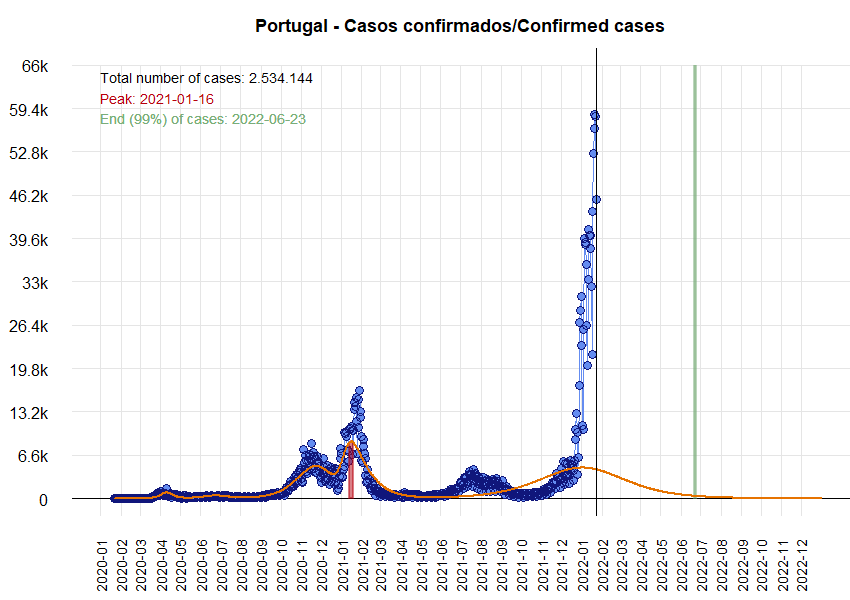 Portugal - Casos confirmados/Confirmed cases
66k
Total number of cases: 2.534.144
Peak: 2021-01-16
59.4k
End (99%) of cases: 2022-06-23
52.8k
46.2k
39.6k
33k
26.4k
19.8k
13.2k
6.6k
0
2020-01
2020-02
2020-03
2020-04
2020-05
2020-06
2020-07
2020-08
2020-09
2020-10
2020-11
2020-12
2021-01
2021-02
2021-03
2021-04
2021-05
2021-06
2021-07
2021-08
2021-09
2021-10
2021-11
2021-12
2022-01
2022-02
2022-03
2022-04
2022-05
2022-06
2022-07
2022-08
2022-09
2022-10
2022-11
2022-12